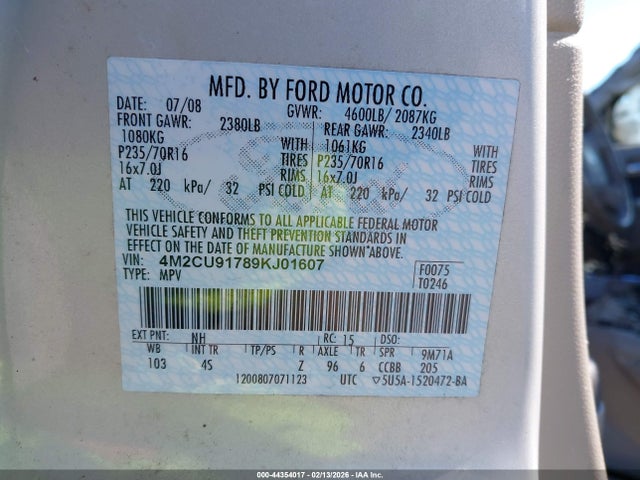 MFD. BY FORD MOTOR CO.
DATE: 07/08 GVWR: 4600LB/ 2087KG
FRONT GAWR: 2380LB REAR GAWR: 2340LB
1080KG WITH 1061KG WITH
P235/70R16 TIRES P235/70R16 TIRES
16x7.0J RIMS 16x7.0J RIMS
AT 220 kPa/ 32 PSI COLD AT 220 kPa/ 32 PSI COLD
THIS VEHICLE CONFORMS TO ALL APPLICABLE FEDERAL MOTOR
VEHICLE SAFETY AND THEFT PREVENTION STANDARDS IN
EFFECT ON THE DATE OF MANUFACTURE SHOWN ABOVE.
VIN: 4M2CU91789KJ01607 F0075
TYPE: MPV T0246
EXT PNT: NH RC: 15 DSO:
WB INT TR TP/PS R AXLE TR SPR 9M71A
103 4S Z 96 6 CCBB 205
1200807071123 UTC ▽5U5A-1520472-BA
000-44354017 - 02/13/2026 - IAAI, Inc.